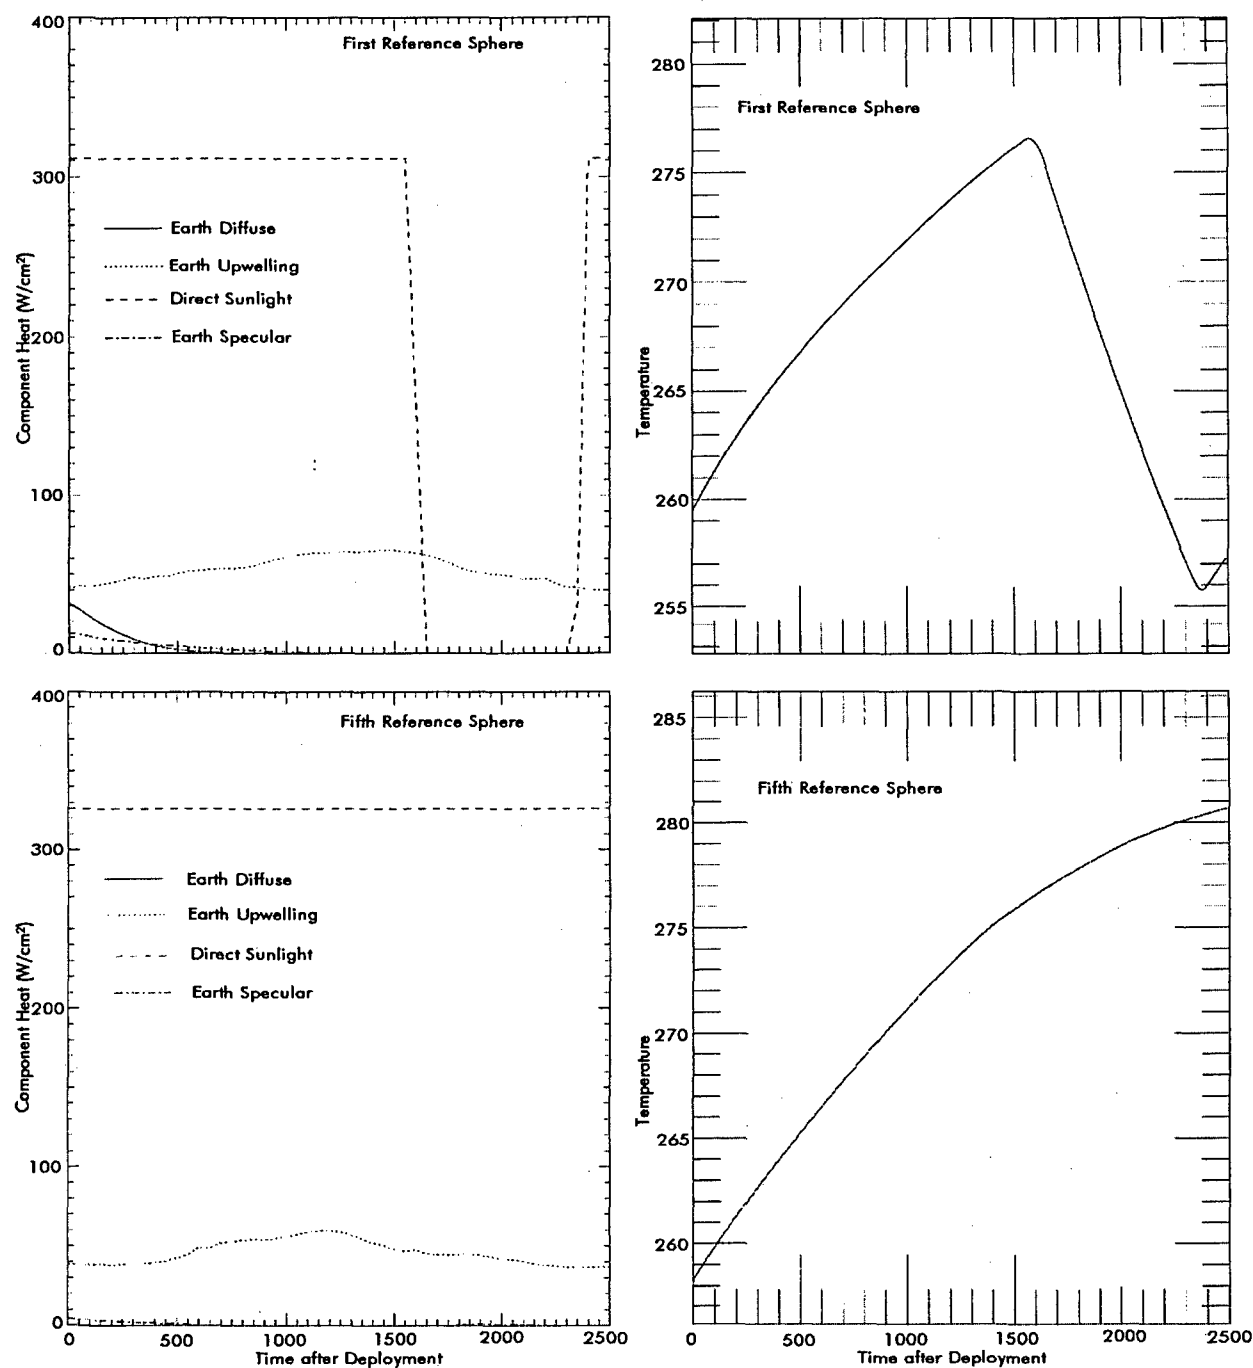 400
300
200
100
0
Component Heat (W/cm²)
First Reference Sphere
Earth Diffuse
Earth Upwelling
Direct Sunlight
Earth Specular
280
275
270
265
260
255
Temperature
First Reference Sphere
400
300
200
100
0
Component Heat (W/cm²)
Fifth Reference Sphere
Earth Diffuse
Earth Upwelling
Direct Sunlight
Earth Specular
0 500 1000 1500 2000 2500
Time after Deployment
285
280
275
270
265
260
Temperature
Fifth Reference Sphere
500 1000 1500 2000 2500
Time after Deployment